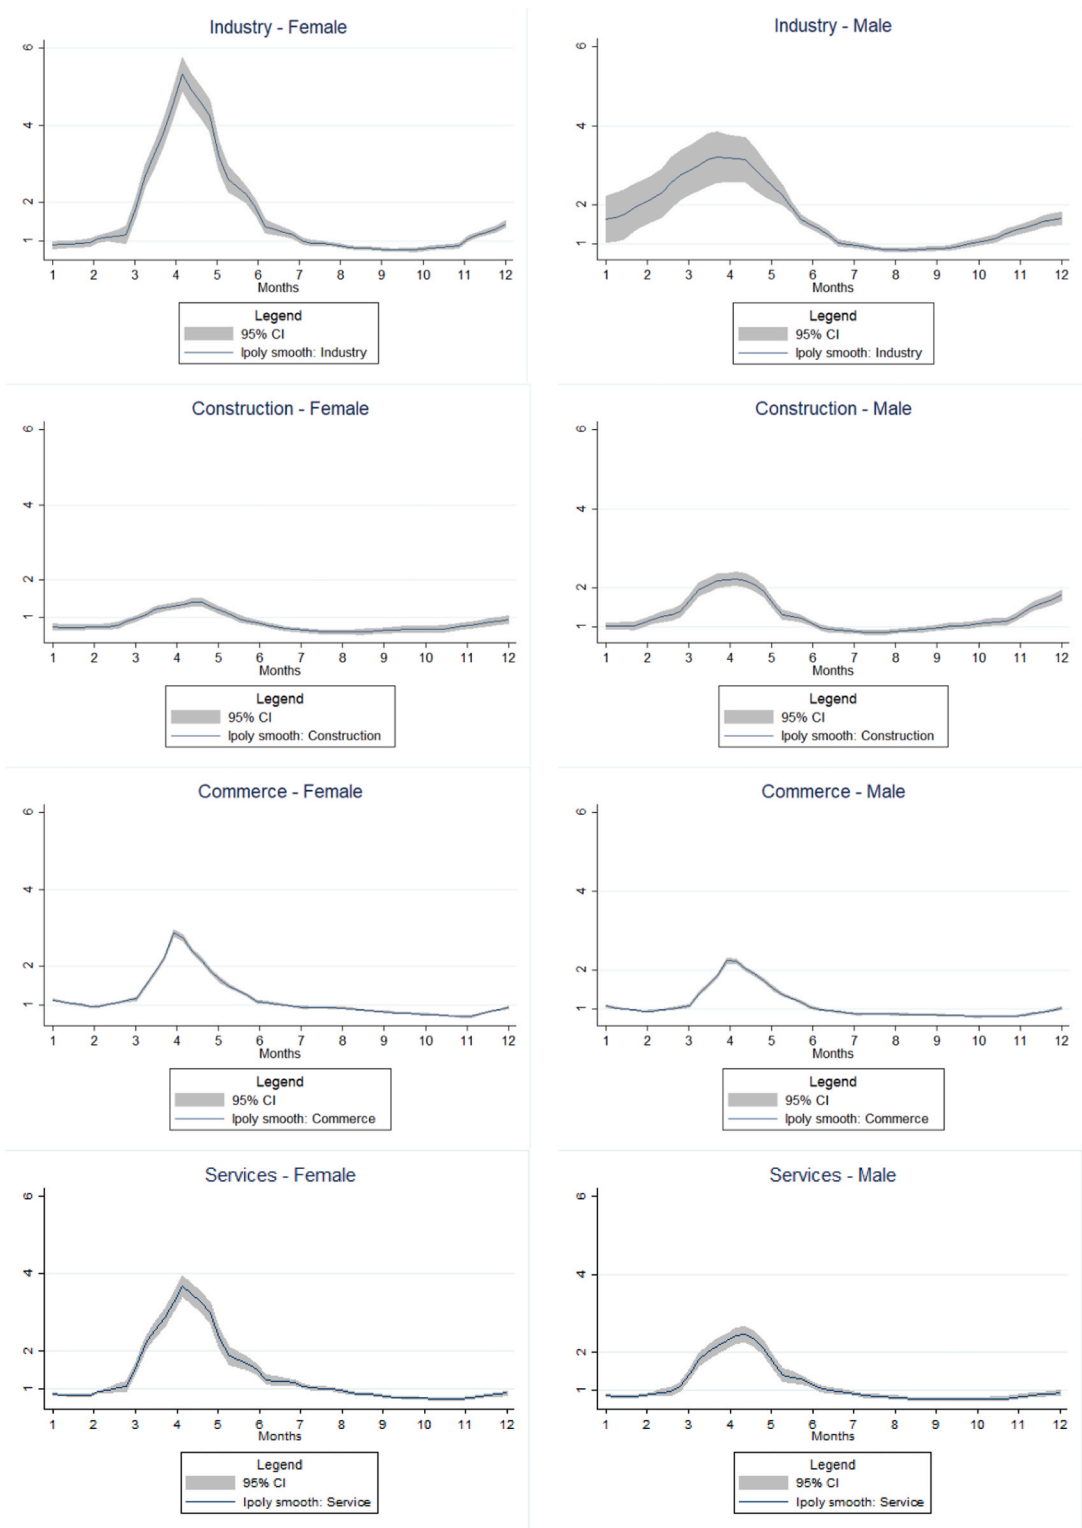 Industry - Female
6
4
2
1
1 2 3 4 5 6 7 8 9 10 11 12
Months
Legend
95% CI
lpoly smooth: Industry
Industry - Male
6
4
2
1
1 2 3 4 5 6 7 8 9 10 11 12
Months
Legend
95% CI
lpoly smooth: Industry
Construction - Female
6
4
2
1
1 2 3 4 5 6 7 8 9 10 11 12
Months
Legend
95% CI
lpoly smooth: Construction
Construction - Male
6
4
2
1
1 2 3 4 5 6 7 8 9 10 11 12
Months
Legend
95% CI
lpoly smooth: Construction
Commerce - Female
6
4
2
1
1 2 3 4 5 6 7 8 9 10 11 12
Months
Legend
95% CI
lpoly smooth: Commerce
Commerce - Male
6
4
2
1
1 2 3 4 5 6 7 8 9 10 11 12
Months
Legend
95% CI
lpoly smooth: Commerce
Services - Female
6
4
2
1
1 2 3 4 5 6 7 8 9 10 11 12
Months
Legend
95% CI
lpoly smooth: Service
Services - Male
6
4
2
1
1 2 3 4 5 6 7 8 9 10 11 12
Months
Legend
95% CI
lpoly smooth: Service